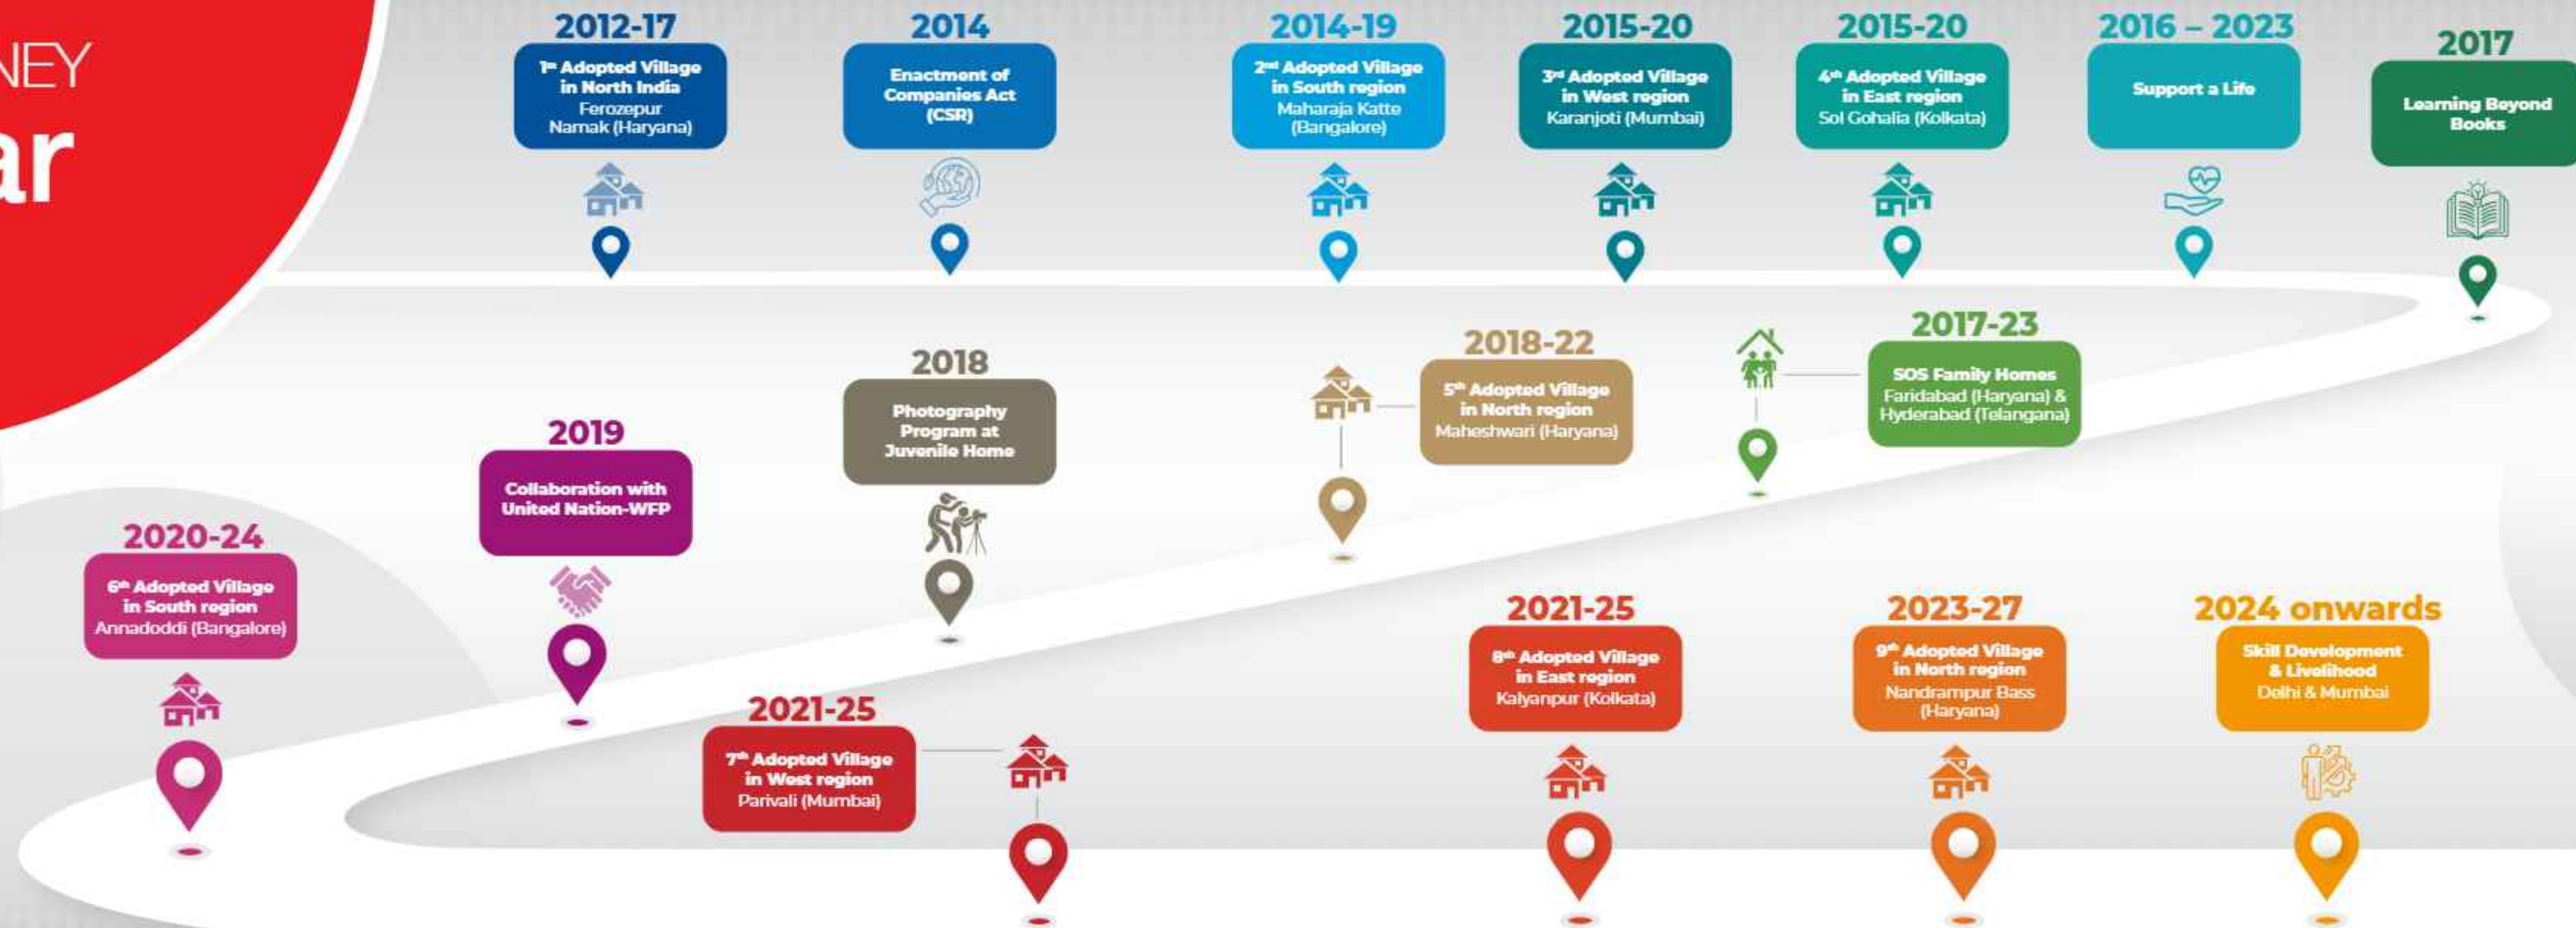 NEY
ar
2012-17
1st Adopted Village
in North India
Ferozepur
Namak (Haryana)
2014
Enactment of
Companies Act
(CSR)
2014-19
2nd Adopted Village
in South region
Maharaja Katte
(Bangalore)
2015-20
3rd Adopted Village
in West region
Karanjoti (Mumbai)
2015-20
4th Adopted Village
in East region
Sol Gohalia (Kolkata)
2016 – 2023
Support a Life
2017
Learning Beyond
Books
2017-23
SOS Family Homes
Faridabad (Haryana) &
Hyderabad (Telangana)
2018-22
5th Adopted Village
in North region
Maheshwari (Haryana)
2018
Photography
Program at
Juvenile Home
2019
Collaboration with
United Nation-WFP
2020-24
6th Adopted Village
in South region
Annadoddi (Bangalore)
2021-25
7th Adopted Village
in West region
Parivali (Mumbai)
2021-25
8th Adopted Village
in East region
Kalyanpur (Kolkata)
2023-27
9th Adopted Village
in North region
Nandrampur Bass
(Haryana)
2024 onwards
Skill Development
& Livelihood
Delhi & Mumbai